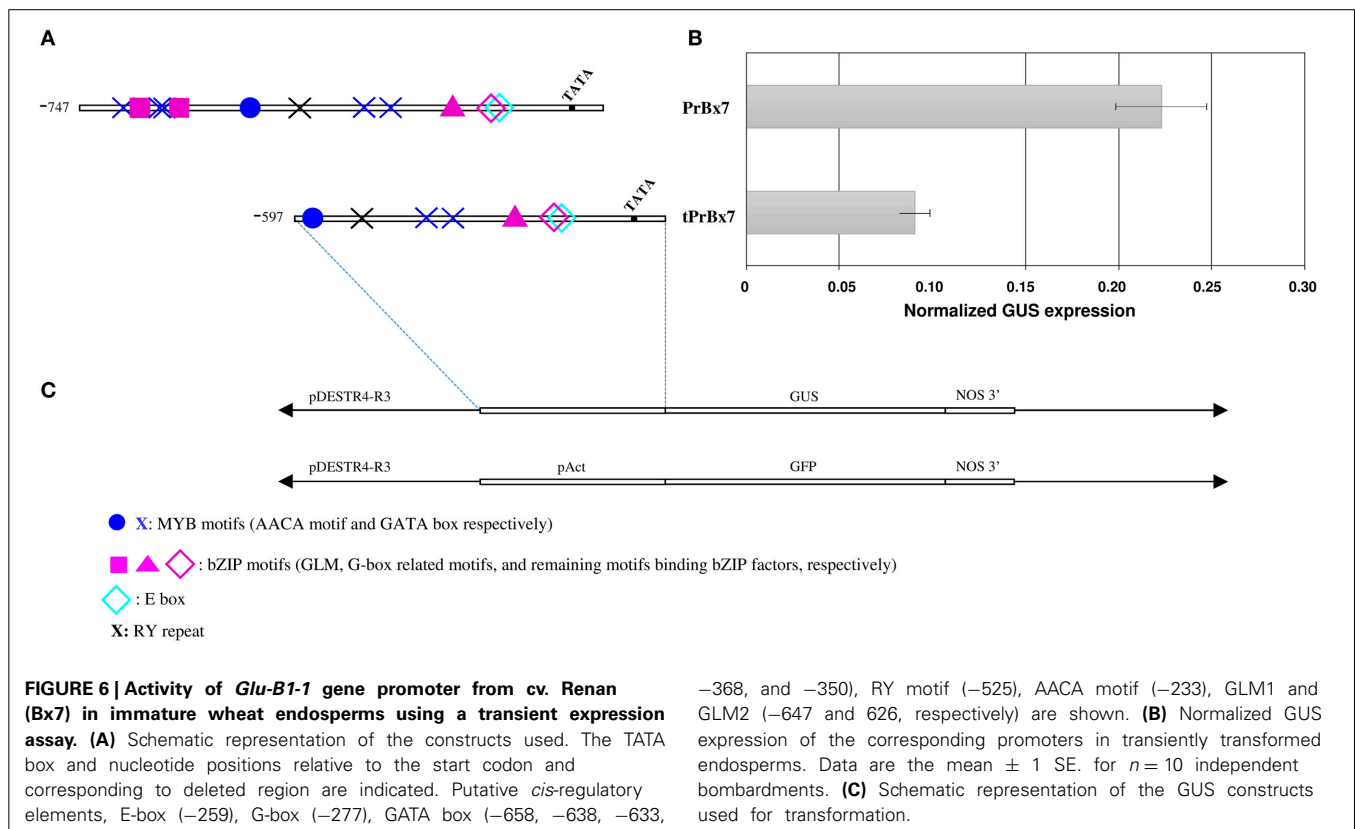 A
B
TATA
-747
PrBx7
TATA
-597
tPrBx7
0 0.05 0.10 0.15 0.20 0.25 0.30
Normalized GUS expression
C
pDESTR4-R3 GUS NOS 3'
pDESTR4-R3 pAct GFP NOS 3'
X: MYB motifs (AACA motif and GATA box respectively)
: bZIP motifs (GLM, G-box related motifs, and remaining motifs binding bZIP factors, respectively)
: E box
X: RY repeat
FIGURE 6 | Activity of Glu-B1-1 gene promoter from cv. Renan
(Bx7) in immature wheat endosperms using a transient expression
assay. (A) Schematic representation of the constructs used. The TATA
box and nucleotide positions relative to the start codon and
corresponding to deleted region are indicated. Putative cis-regulatory
elements, E-box (−259), G-box (−277), GATA box (−658, −638, −633,
−368, and −350), RY motif (−525), AACA motif (−233), GLM1 and
GLM2 (−647 and 626, respectively) are shown. (B) Normalized GUS
expression of the corresponding promoters in transiently transformed
endosperms. Data are the mean ± 1 SE. for n = 10 independent
bombardments. (C) Schematic representation of the GUS constructs
used for transformation.